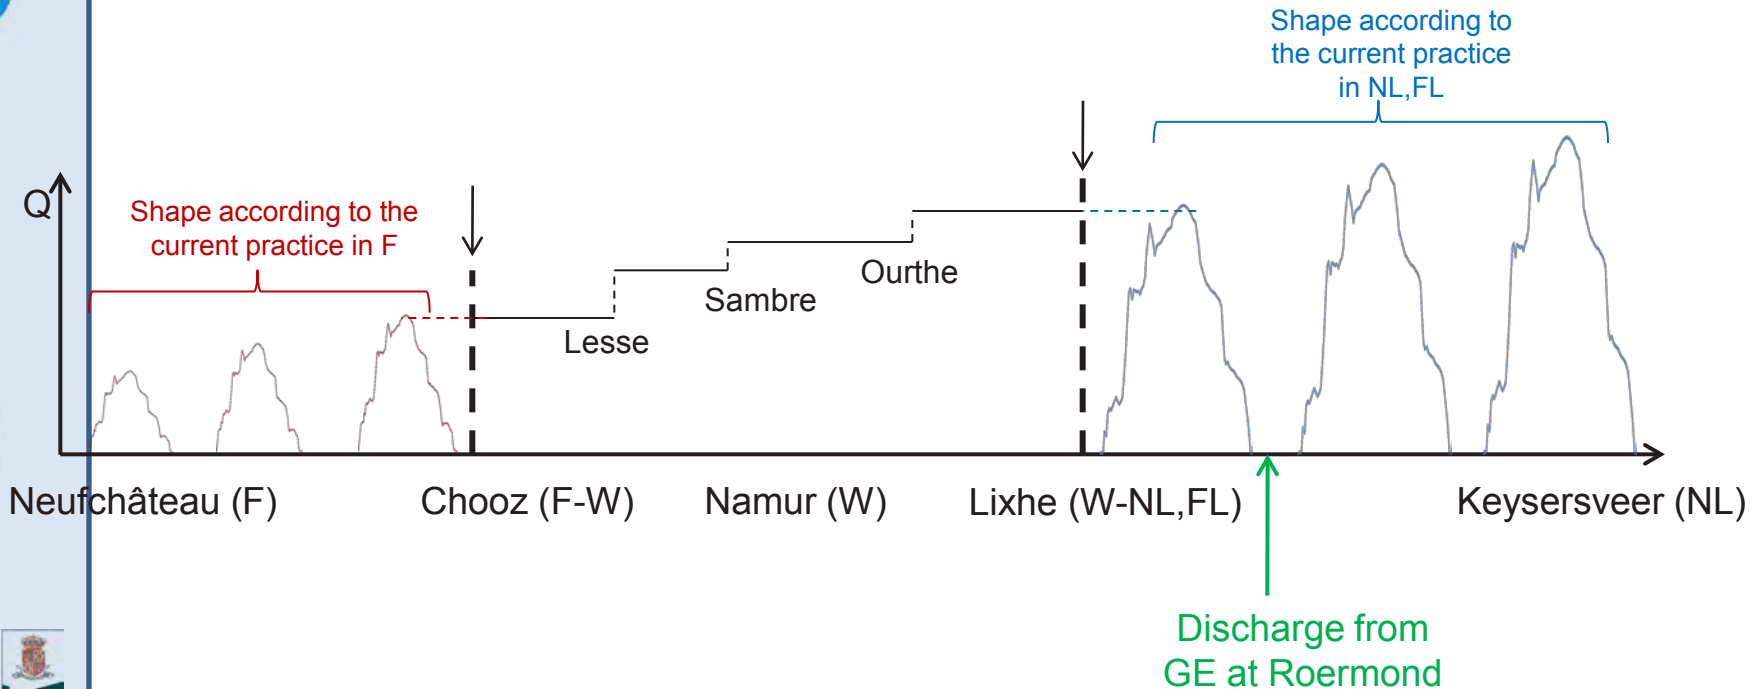 Shape according to
the current practice
in NL,FL
Q
Shape according to the
current practice in F
Ourthe
Sambre
Lesse
Neufchâteau (F)
Chooz (F-W)
Namur (W)
Lixhe (W-NL,FL)
Keysersveer (NL)
Discharge from
GE at Roermond